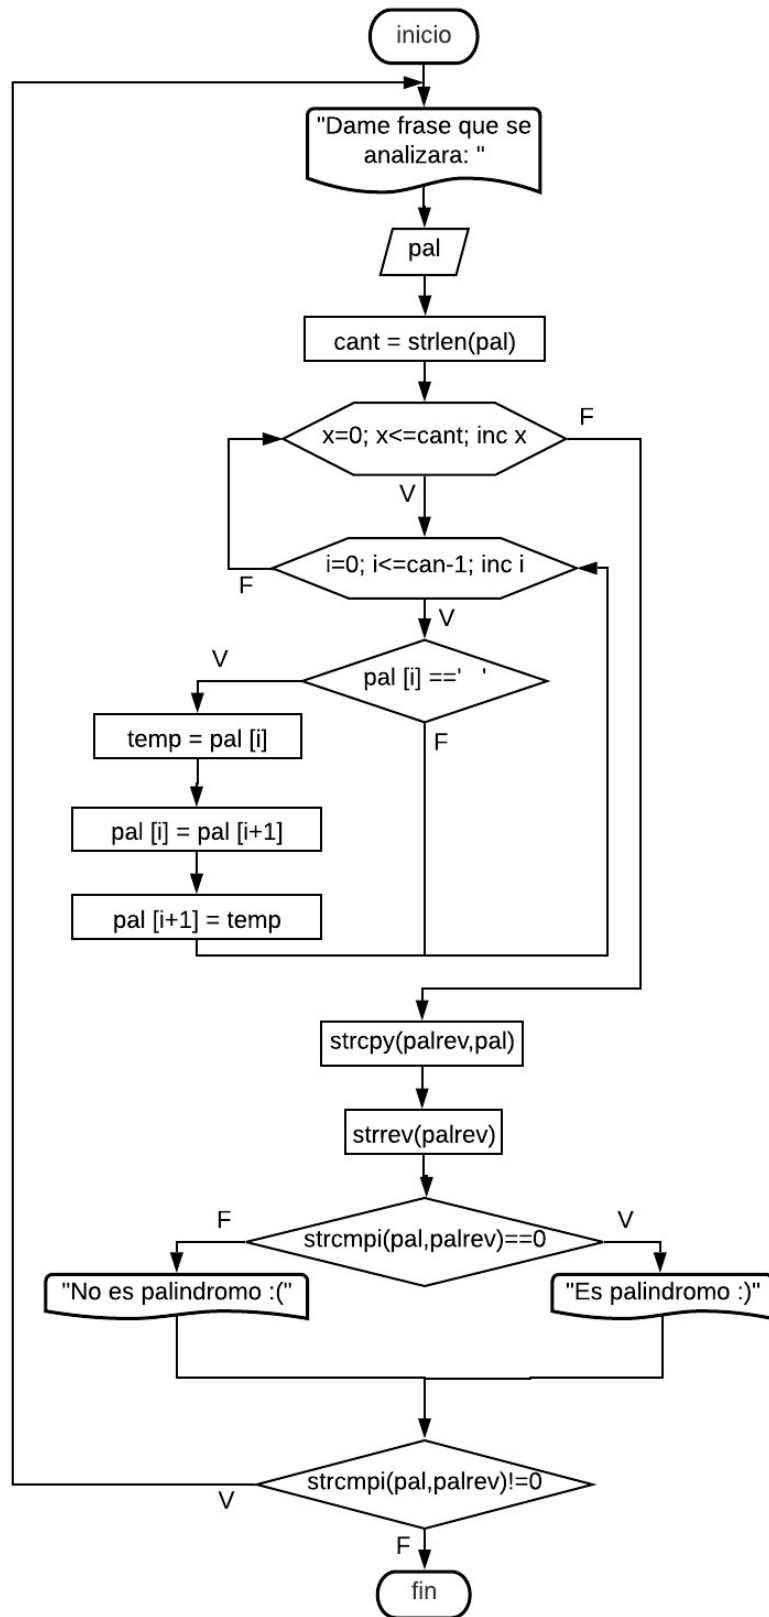 inicio
"Dame frase que se
analizara: "
pal
cant = strlen(pal)
x=0; x<=cant; inc x
F
V
i=0; i<=can-1; inc i
F
V
pal [i] ==' '
V
F
temp = pal [i]
pal [i] = pal [i+1]
pal [i+1] = temp
strcpy(palrev,pal)
strrev(palrev)
strcmpi(pal,palrev)==0
F
V
"No es palindromo :("
"Es palindromo :)"
strcmpi(pal,palrev)!=0
V
F
fin